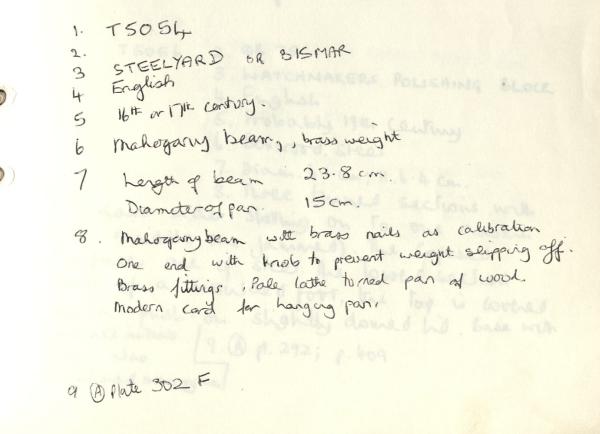 1. T5054
2.
3 STEELYARD OR BISMAR
4 English
5 16th or 17th century.
6 Mahogany beam, brass weight
7 Length of beam 23.8 cm.
Diameter of pan. 15 cm.
8. Mahogany beam with brass nails as calibration
One end with knob to prevent weight slipping off.
Brass fittings, Pole lathe turned pan of wood.
Modern cord for hanging pan.
9 (A) Plate 302 F